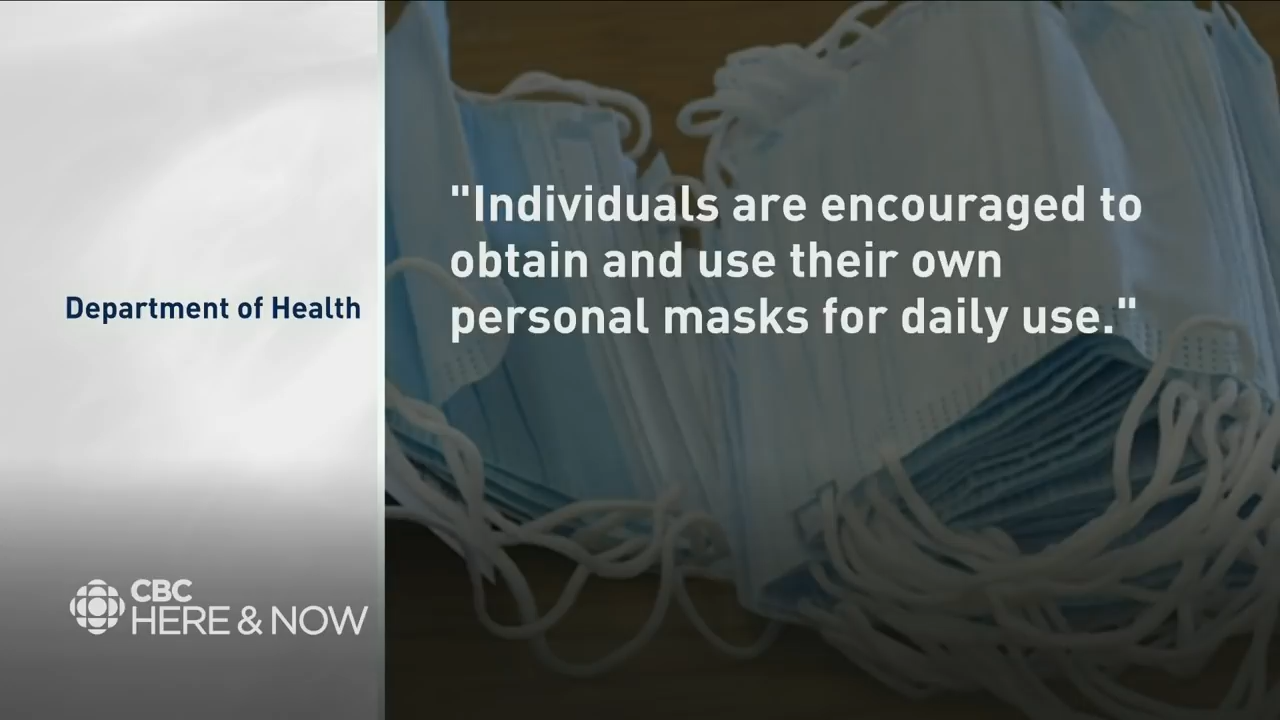 Department of Health
"Individuals are encouraged to
obtain and use their own
personal masks for daily use."
CBC
HERE & NOW